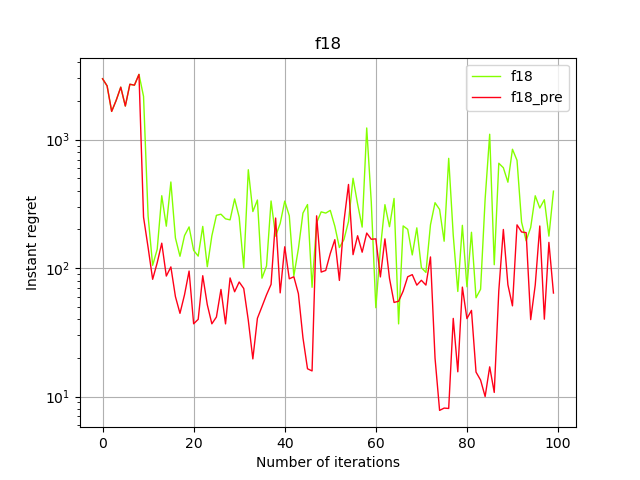 f18
f18
f18_pre
Instant regret
10³
10²
10¹
0 20 40 60 80 100
Number of iterations